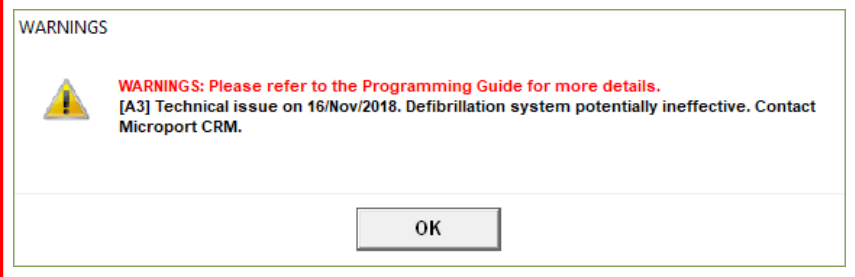 WARNINGS
WARNINGS: Please refer to the Programming Guide for more details.
[A3] Technical issue on 16/Nov/2018. Defibrillation system potentially ineffective. Contact
Microport CRM.
OK